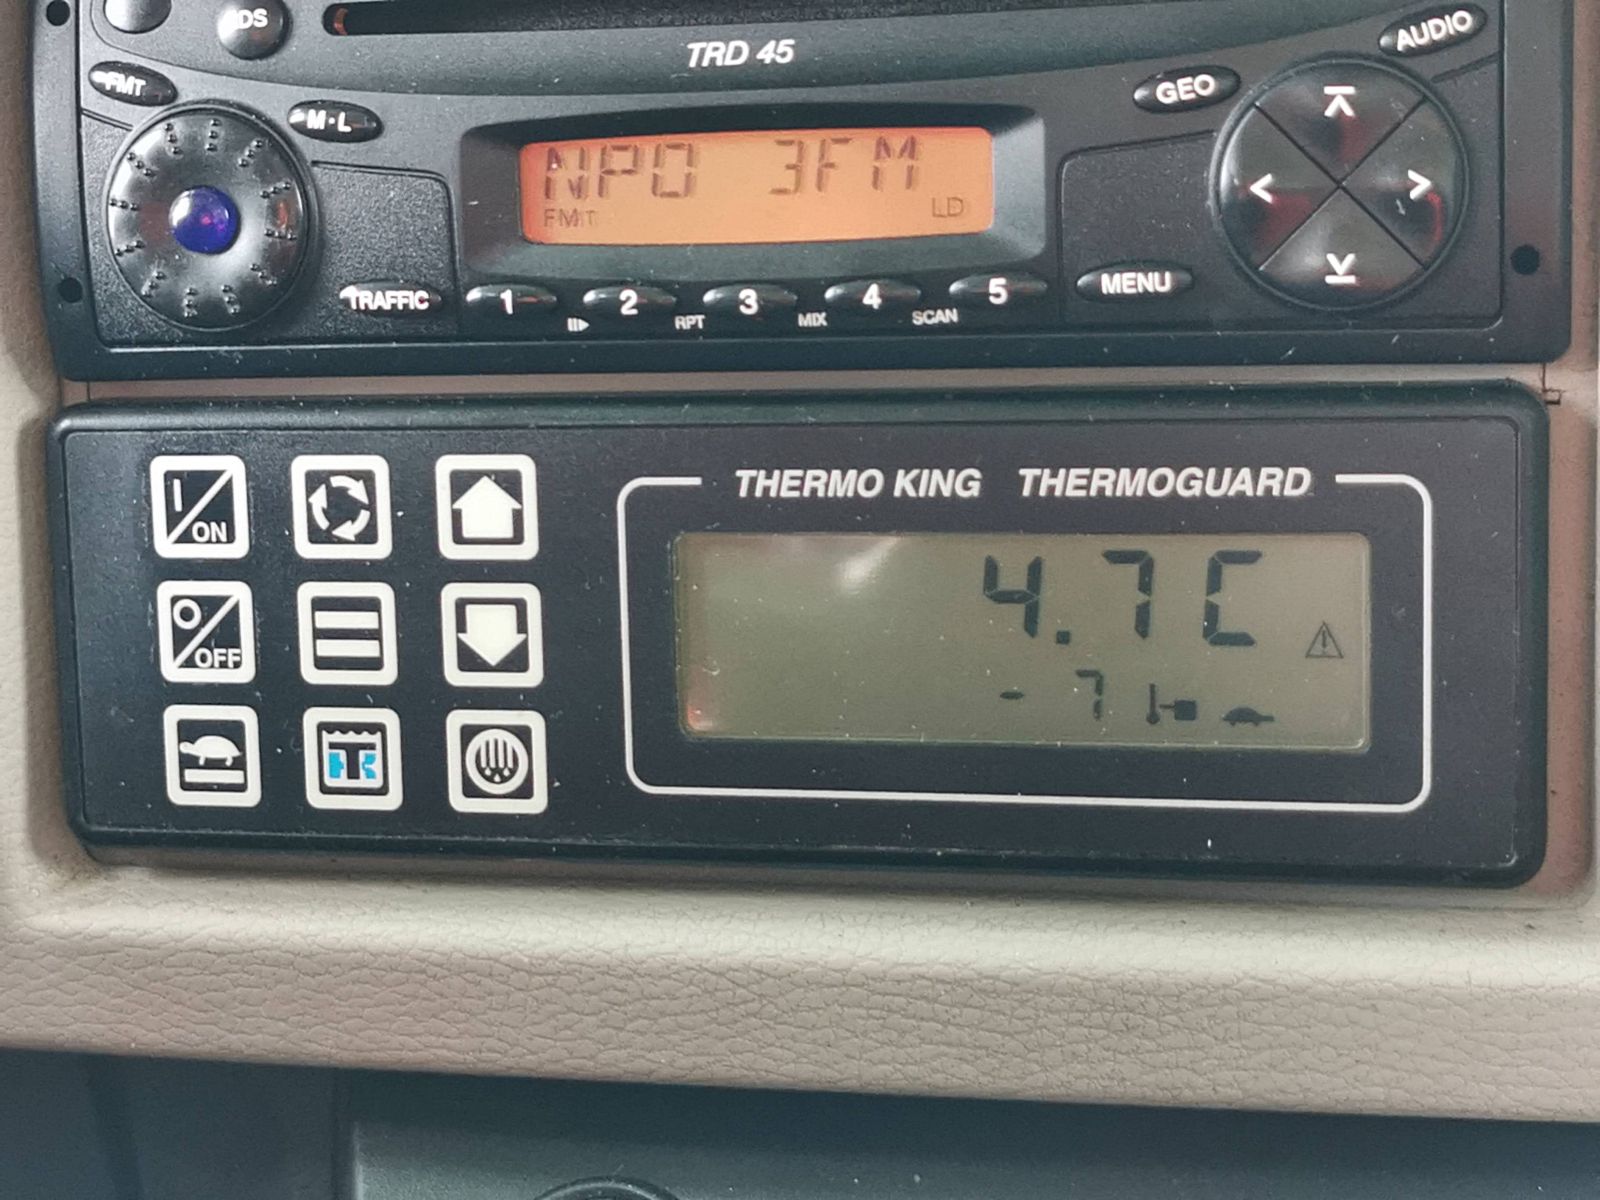 TRD 45
AUDIO
FMT
M·L
GEO
NPO 3FM
FMT
LD
TRAFFIC
1
2
3
4
5
MENU
RPT
MIX
SCAN
THERMO KING THERMOGUARD
I/ON
4.7C
O/OFF
-7